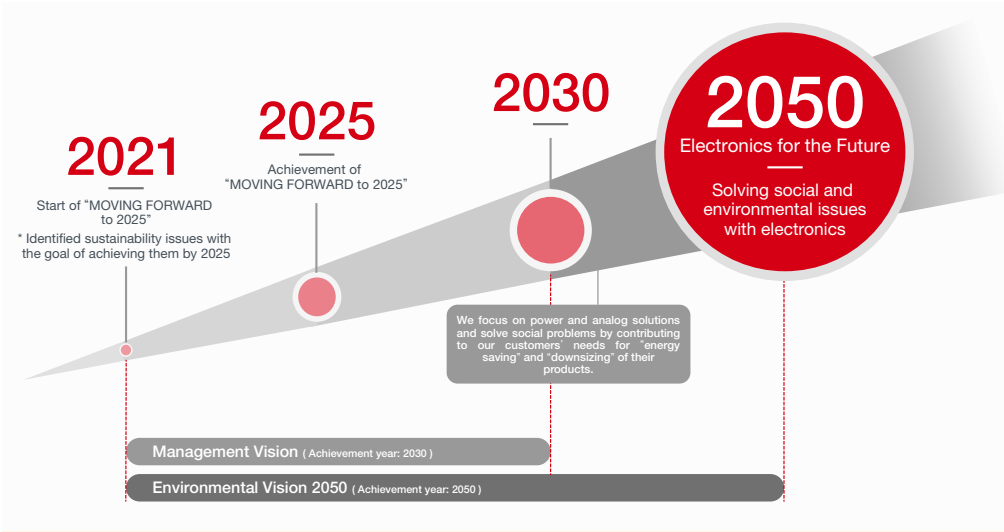 2021
Start of “MOVING FORWARD
to 2025”
* Identified sustainability issues with
the goal of achieving them by 2025
2025
Achievement of
“MOVING FORWARD to 2025”
2030
2050
Electronics for the Future
Solving social and
environmental issues
with electronics
We focus on power and analog solutions
and solve social problems by contributing
to our customers’ needs for “energy
saving” and “downsizing” of their
products.
Management Vision ( Achievement year: 2030 )
Environmental Vision 2050 ( Achievement year: 2050 )